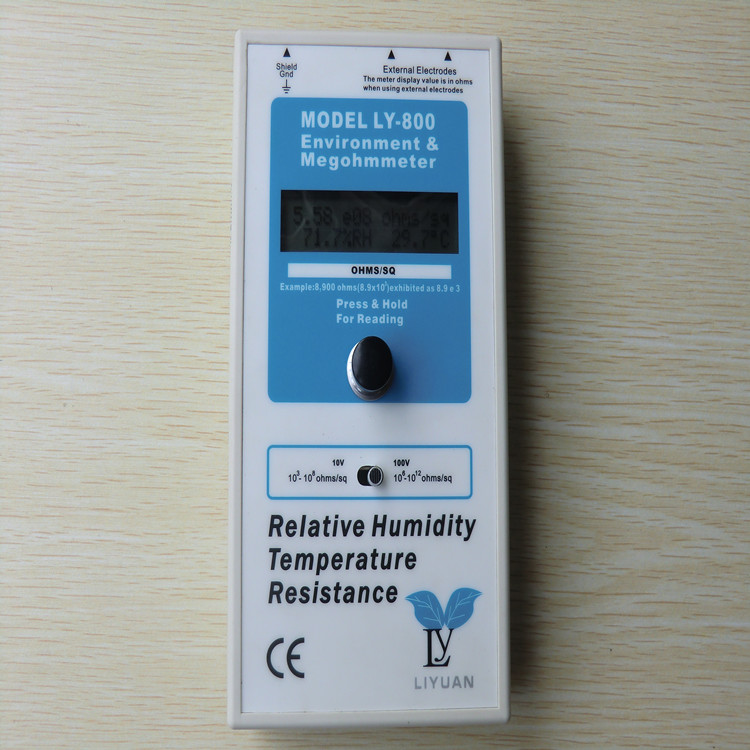 Shield
Gnd
External Electrodes
The meter display value is in ohms
when using external electrodes
MODEL LY-800
Environment &
Megohmmeter
5.58 e08 ohms/sq
71.7%RH 29.7°C
OHMS/SQ
Example:8.900 ohms(8.9x10³)exhibited as 8.9 e 3
Press & Hold
For Reading
10V
10³-10⁸ohms/sq
100V
10⁶-10¹²ohms/sq
Relative Humidity
Temperature
Resistance
CE
LY
LIYUAN